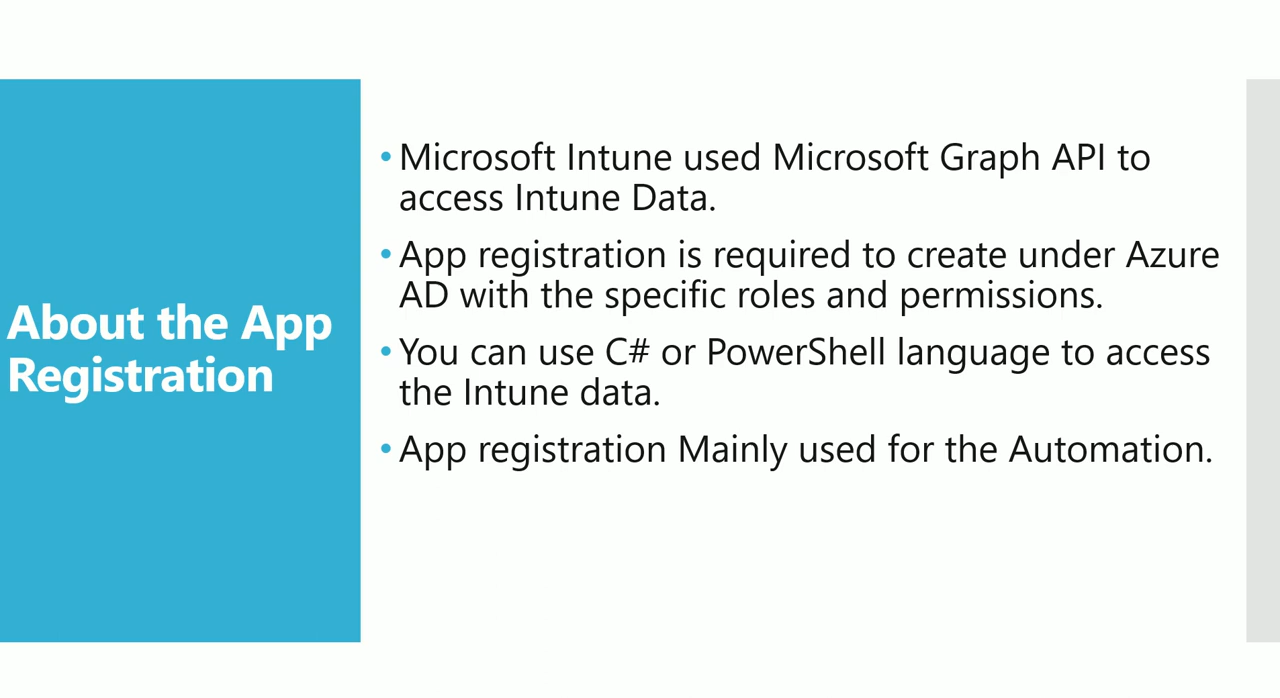 About the App
Registration
• Microsoft Intune used Microsoft Graph API to
access Intune Data.
• App registration is required to create under Azure
AD with the specific roles and permissions.
• You can use C# or PowerShell language to access
the Intune data.
• App registration Mainly used for the Automation.